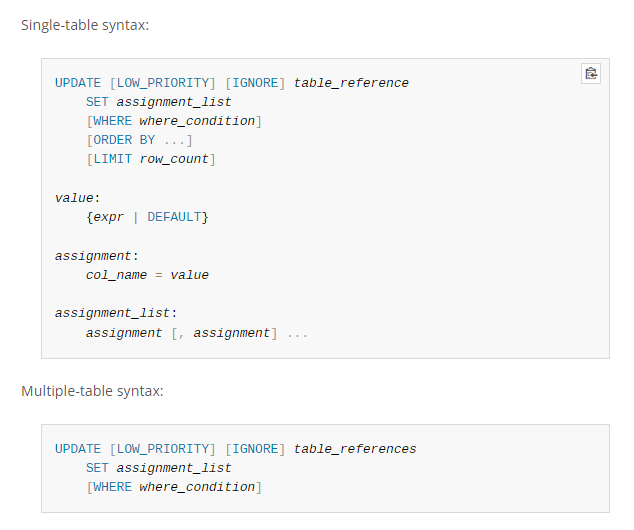 Single-table syntax:
UPDATE [LOW_PRIORITY] [IGNORE] table_reference
    SET assignment_list
    [WHERE where_condition]
    [ORDER BY ...]
    [LIMIT row_count]
value:
    {expr | DEFAULT}
assignment:
    col_name = value
assignment_list:
    assignment [, assignment] ...
Multiple-table syntax:
UPDATE [LOW_PRIORITY] [IGNORE] table_references
    SET assignment_list
    [WHERE where_condition]